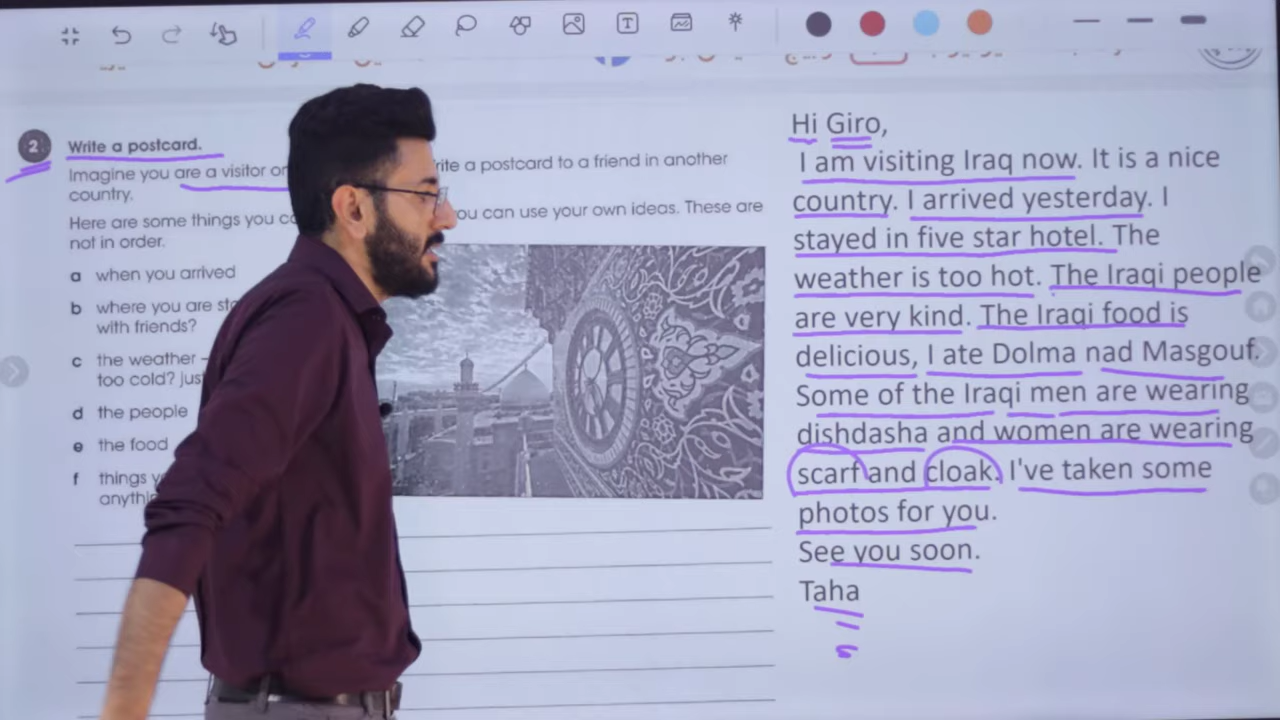 2
Write a postcard.
Imagine you are a visitor or
rite a postcard to a friend in another
country.
Here are some things you
ou can use your own ideas. These are
not in order.
a when you arrived
b where you are
with friends?
c the weather –
too cold?
d the people
e the food
f things
Hi Giro,
I am visiting Iraq now. It is a nice
country. I arrived yesterday. I
stayed in five star hotel. The
weather is too hot. The Iraqi people
are very kind. The Iraqi food is
delicious, I ate Dolma nad Masgouf.
Some of the Iraqi men are wearing
dishdasha and women are wearing
scarf and cloak. I've taken some
photos for you.
See you soon.
Taha